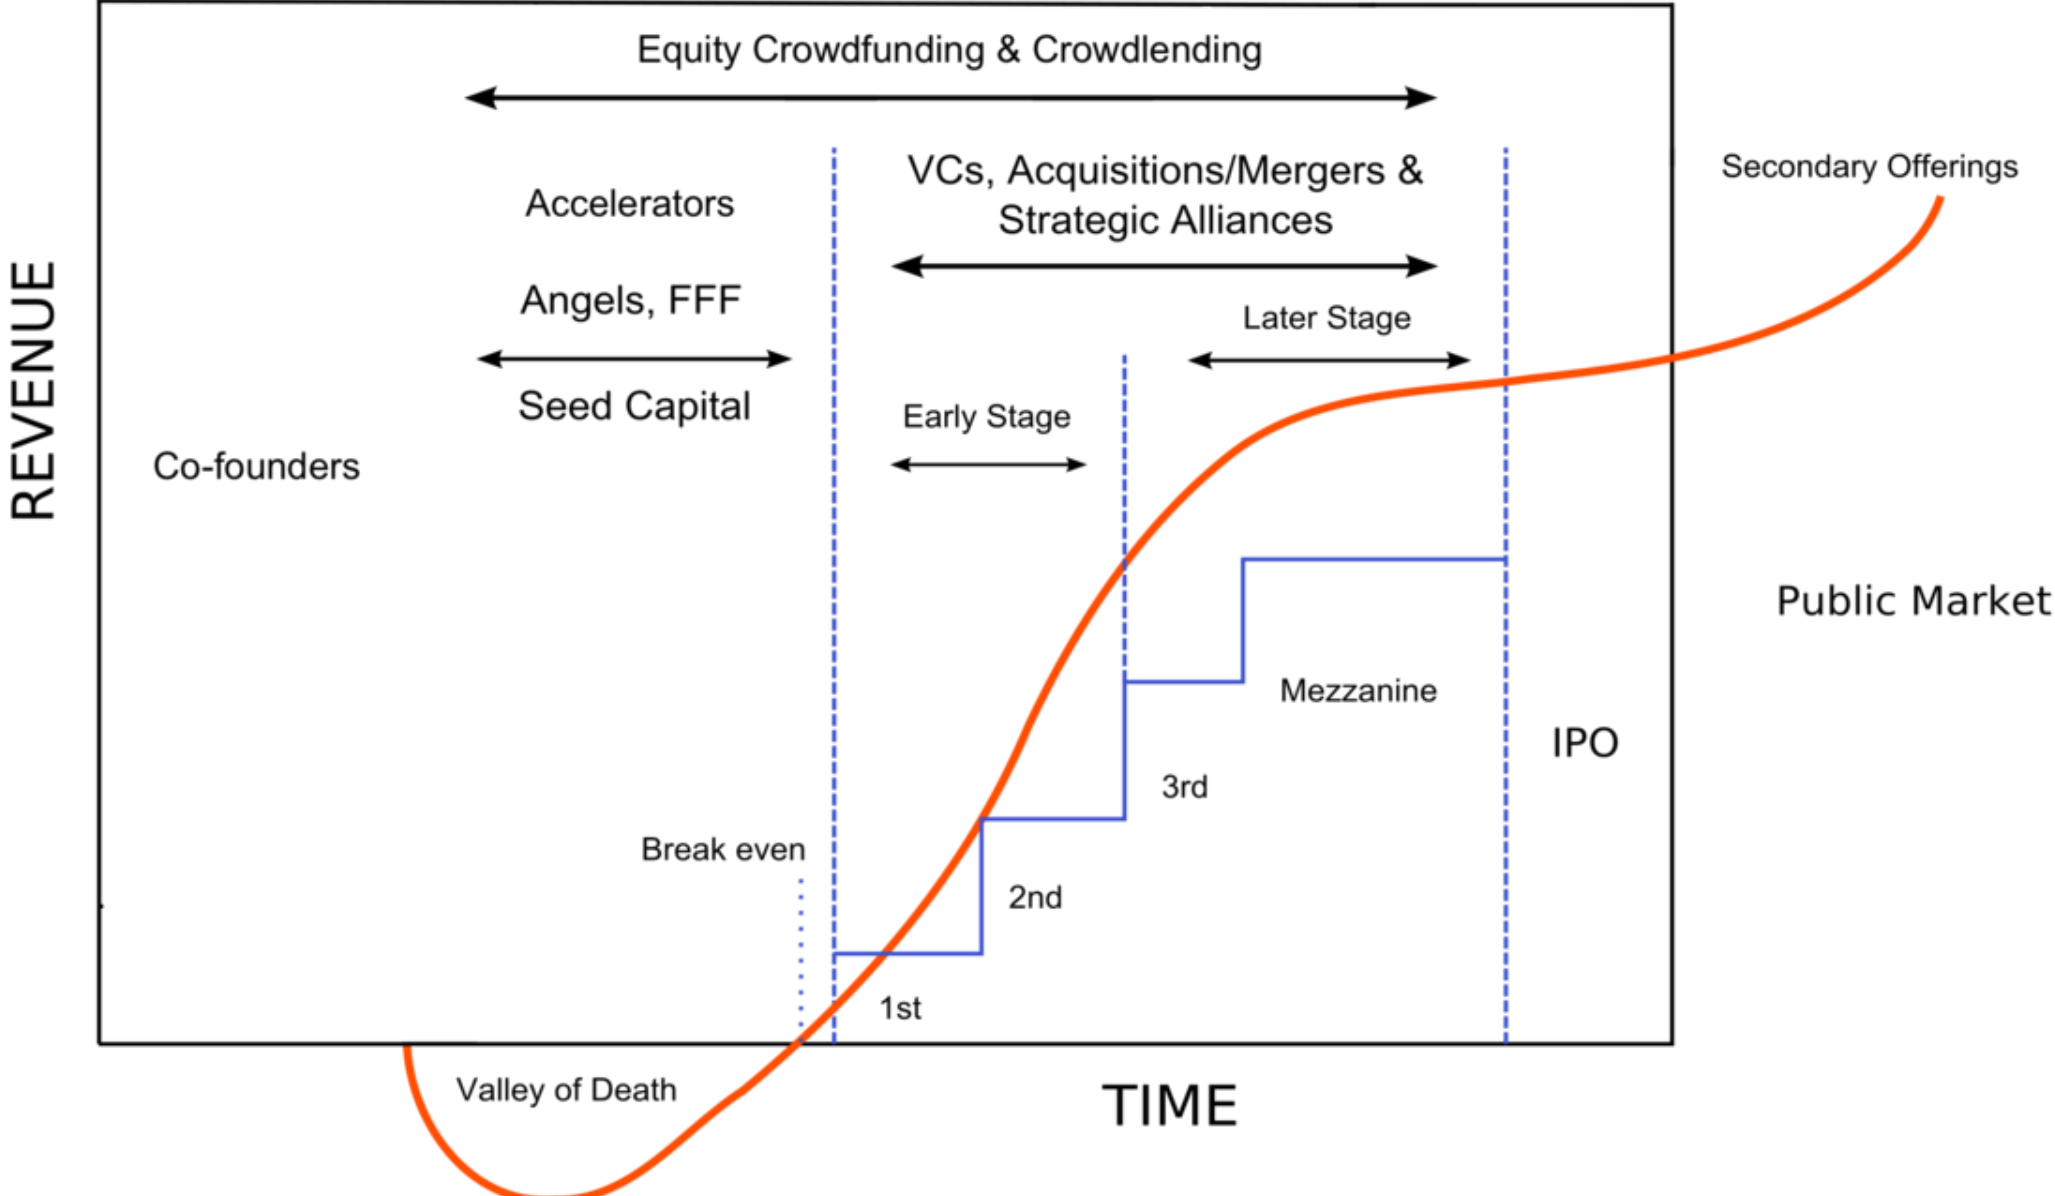 Equity Crowdfunding & Crowdlending
VCs, Acquisitions/Mergers &
Strategic Alliances
Secondary Offerings
Accelerators
Angels, FFF
Later Stage
Seed Capital
Early Stage
Co-founders
REVENUE
Public Market
Mezzanine
IPO
3rd
Break even
2nd
1st
Valley of Death
TIME